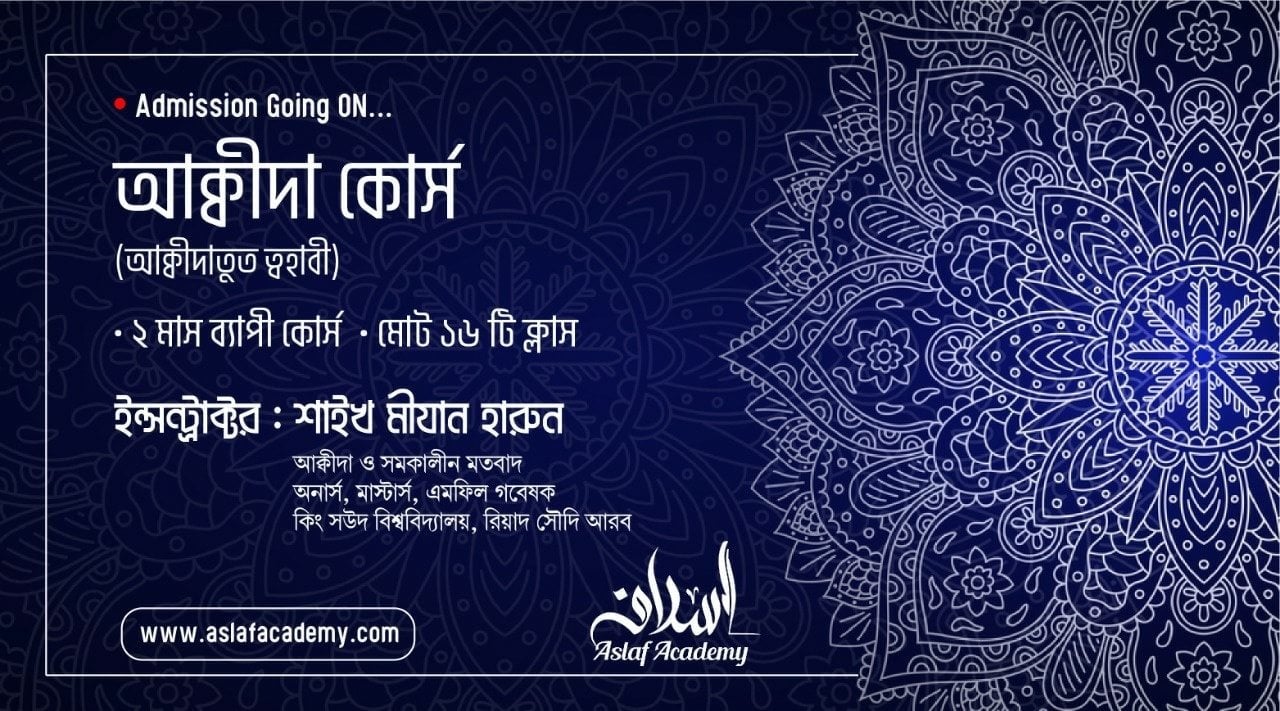 • Admission Going ON...
আক্বীদা কোর্স
(আক্বীদাতুত ত্বহাবী)
• ২ মাস ব্যাপী কোর্স • মোট ১৬ টি ক্লাস
ইন্সট্রাক্টর : শাইখ মীযান হারুন
আক্বীদা ও সমকালীন মতবাদ
অনার্স, মাস্টার্স, এমফিল গবেষক
কিং সউদ বিশ্ববিদ্যালয়, রিয়াদ সৌদি আরব
اسلاف
www.aslafacademy.com
Aslaf Academy